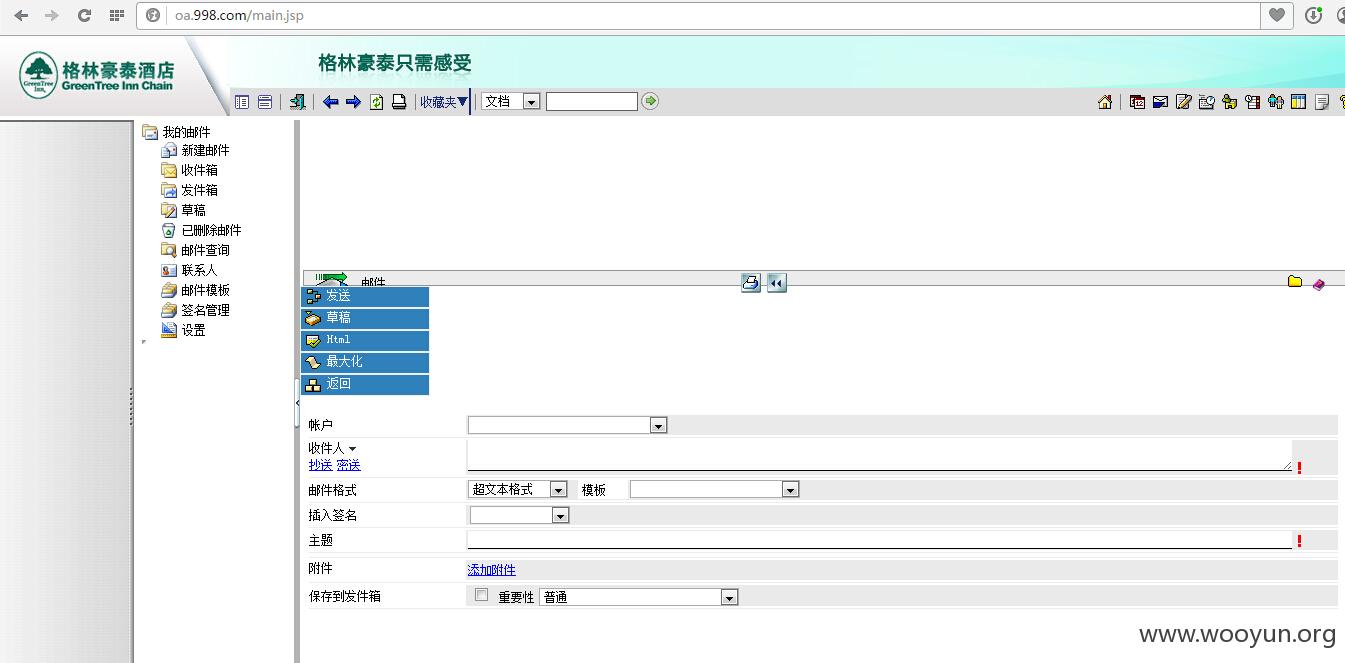 oa.998.com/main.jsp
格林豪泰酒店
GreenTree Inn Chain
GreenTree Inn
格林豪泰只需感受
收藏夹
文档
我的邮件
新建邮件
收件箱
发件箱
草稿
已删除邮件
邮件查询
联系人
邮件模板
签名管理
设置
邮件
发送
草稿
Html
最大化
返回
帐户
收件人
抄送 密送
!
邮件格式 超文本格式 模板
插入签名
主题 !
附件 添加附件
保存到发件箱 重要性 普通
www.wooyun.org